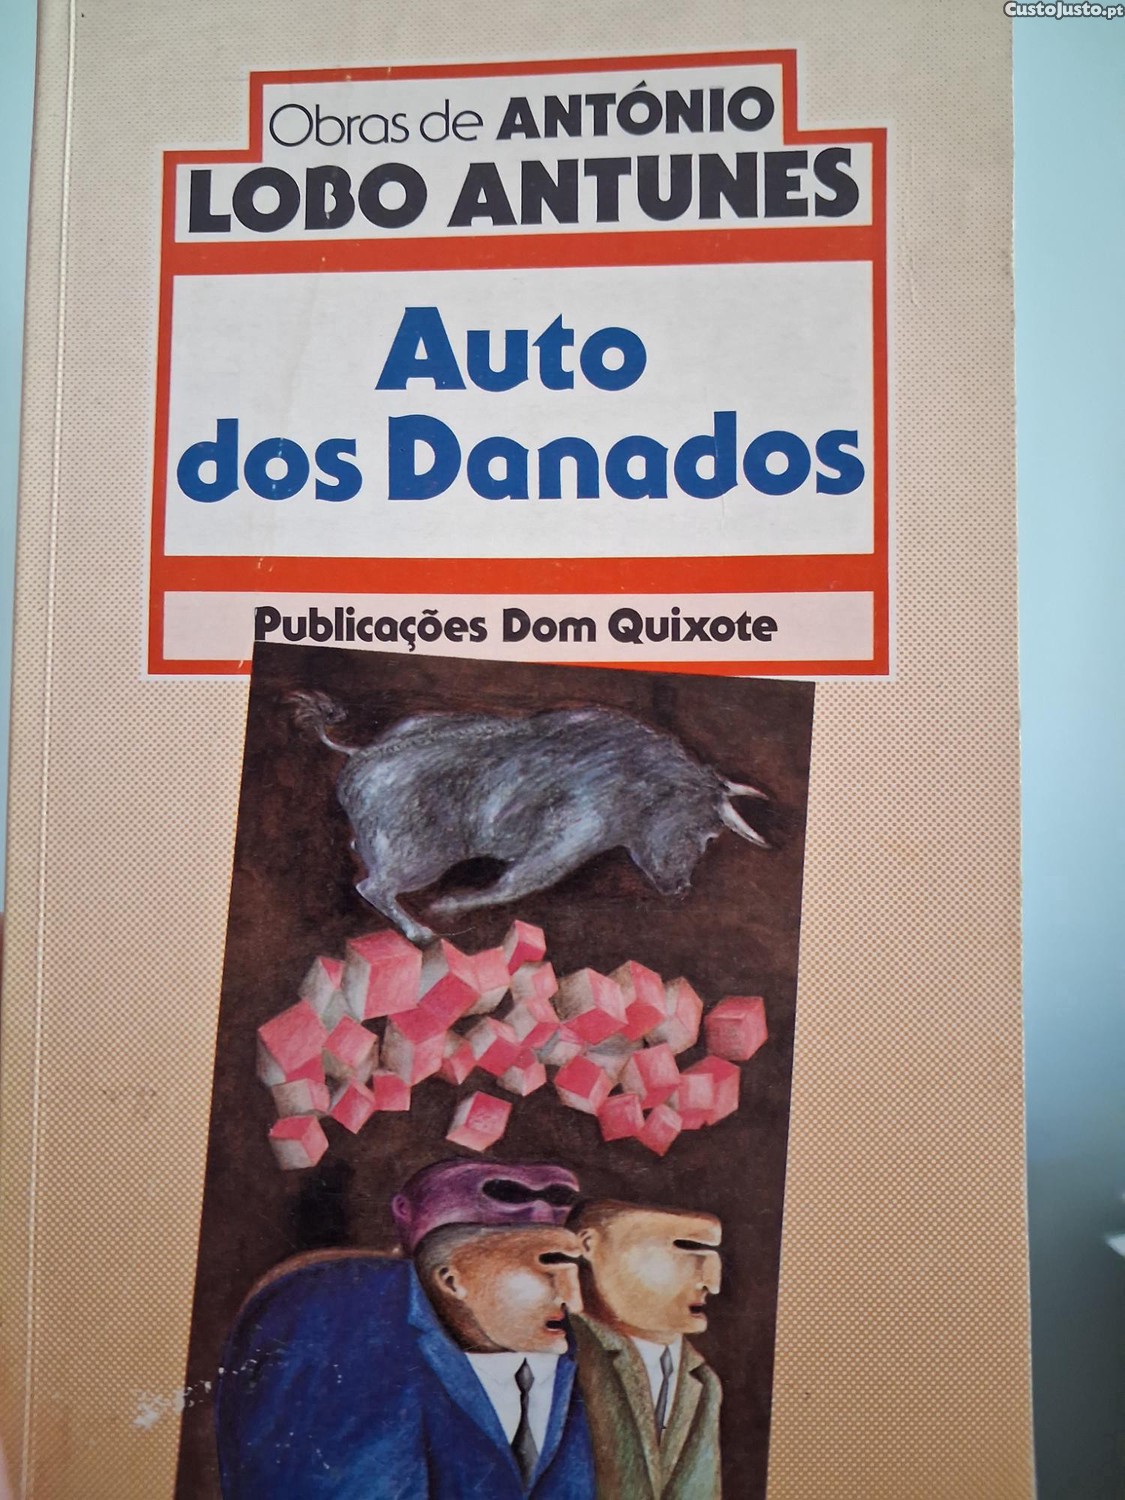 CustoJusto.pt
Obras de ANTÓNIO
LOBO ANTUNES
Auto
dos Danados
Publicações Dom Quixote